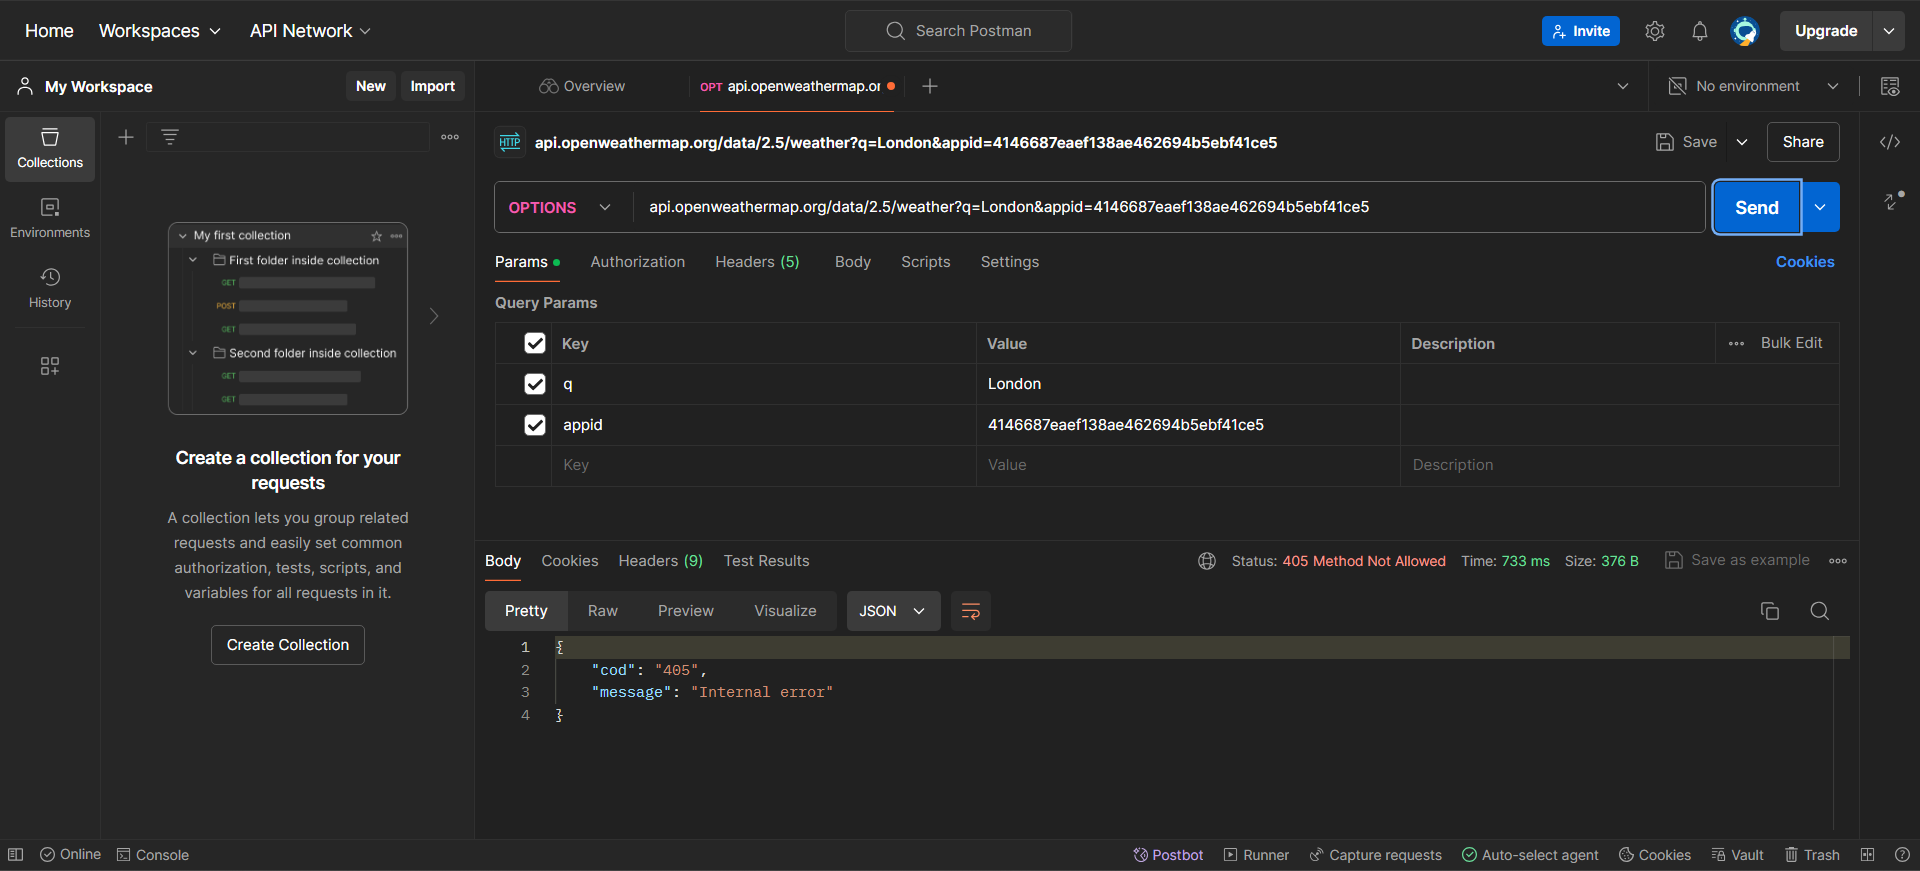 Home Workspaces API Network Search Postman Invite Upgrade
My Workspace New Import Overview OPT api.openweathermap.or No environment
Collections
Environments
History
My first collection
First folder inside collection
GET
POST
GET
Second folder inside collection
GET
GET
Create a collection for your
requests
A collection lets you group related
requests and easily set common
authorization, tests, scripts, and
variables for all requests in it.
Create Collection
HTTP api.openweathermap.org/data/2.5/weather?q=London&appid=4146687eaef138ae462694b5ebf41ce5 Save Share
OPTIONS api.openweathermap.org/data/2.5/weather?q=London&appid=4146687eaef138ae462694b5ebf41ce5 Send
Params Authorization Headers (5) Body Scripts Settings Cookies
Query Params
Key Value Description Bulk Edit
q London
appid 4146687eaef138ae462694b5ebf41ce5
Key Value Description
Body Cookies Headers (9) Test Results Status: 405 Method Not Allowed Time: 733 ms Size: 376 B Save as example
Pretty Raw Preview Visualize JSON
1 {
2 "cod": "405",
3 "message": "Internal error"
4 }
Online Console Postbot Runner Capture requests Auto-select agent Cookies Vault Trash